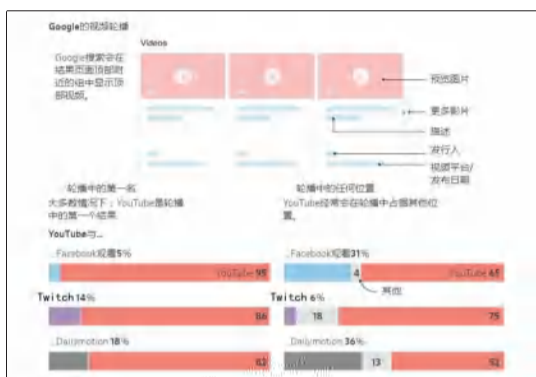 Google的视频轮播
Videos
Google搜索会在
结果页面顶部附
近的组中显示顶
部视频。
预览图片
更多影片
描述
发行人
视频平台/
发布日期
轮播中的第一名
大多数情况下：YouTube是轮播
中的第一个结果
轮播中的任何位置
YouTube经常会在轮播中占据其他位
置。
YouTube与...
...Facebook观看5%
YouTube 95
...Facebook观看31%
4
YouTube 65
其他
Twitch 14%
86
Twitch 6%
18
75
...Dailymotion 18%
82
...Dailymotion 36%
13
52